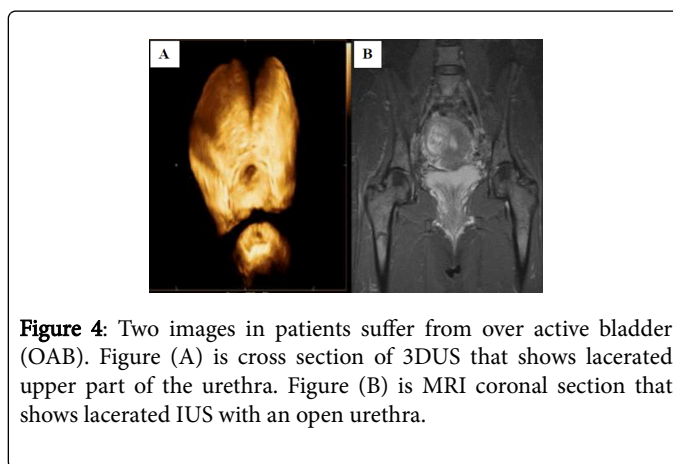 A
B
Figure 4: Two images in patients suffer from over active bladder
(OAB). Figure (A) is cross section of 3DUS that shows lacerated
upper part of the urethra. Figure (B) is MRI coronal section that
shows lacerated IUS with an open urethra.